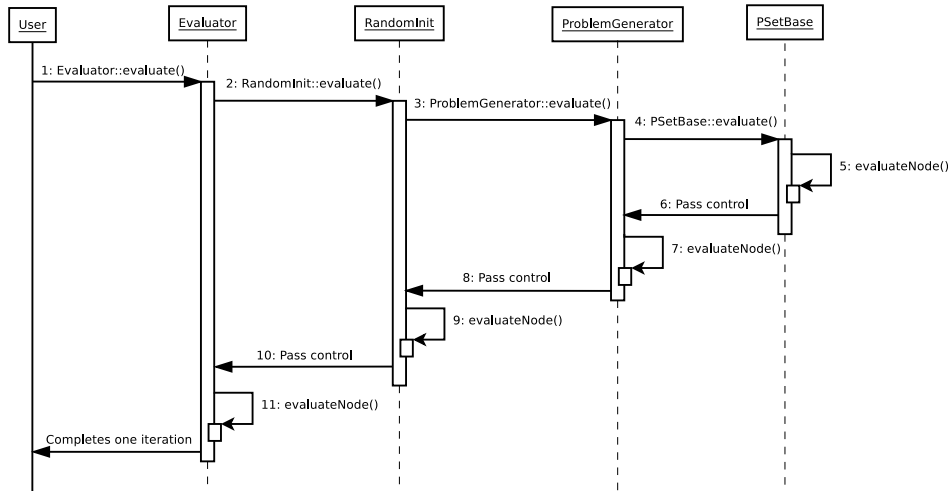 User
Evaluator
RandomInit
ProblemGenerator
PSetBase
1: Evaluator::evaluate()
2: RandomInit::evaluate()
3: ProblemGenerator::evaluate()
4: PSetBase::evaluate()
5: evaluateNode()
6: Pass control
7: evaluateNode()
8: Pass control
9: evaluateNode()
10: Pass control
11: evaluateNode()
Completes one iteration